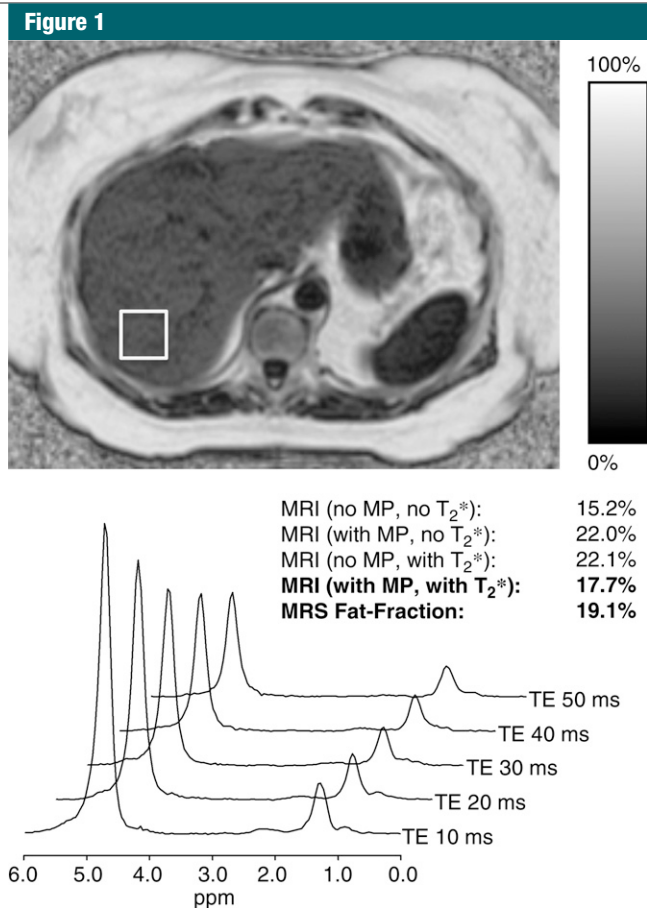 Figure 1
100%
0%
MRI (no MP, no T₂*): 15.2%
MRI (with MP, no T₂*): 22.0%
MRI (no MP, with T₂*): 22.1%
MRI (with MP, with T₂*): 17.7%
MRS Fat-Fraction: 19.1%
TE 50 ms
TE 40 ms
TE 30 ms
TE 20 ms
TE 10 ms
6.0 5.0 4.0 3.0 2.0 1.0 0.0
ppm